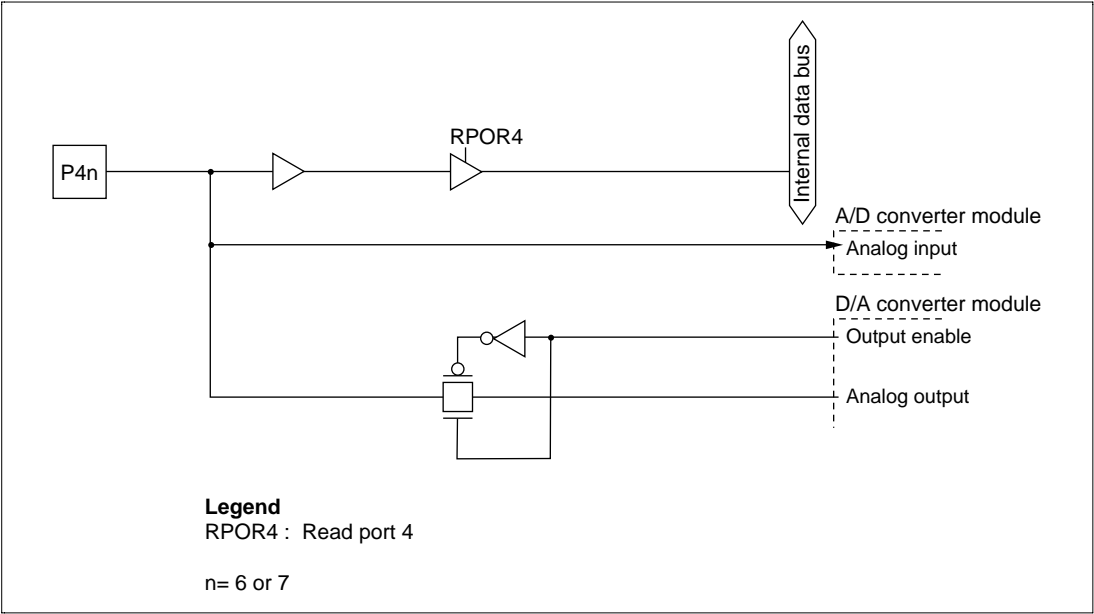 RPOR4
P4n
Internal data bus
A/D converter module
Analog input
D/A converter module
Output enable
Analog output
Legend
RPOR4 : Read port 4
n= 6 or 7